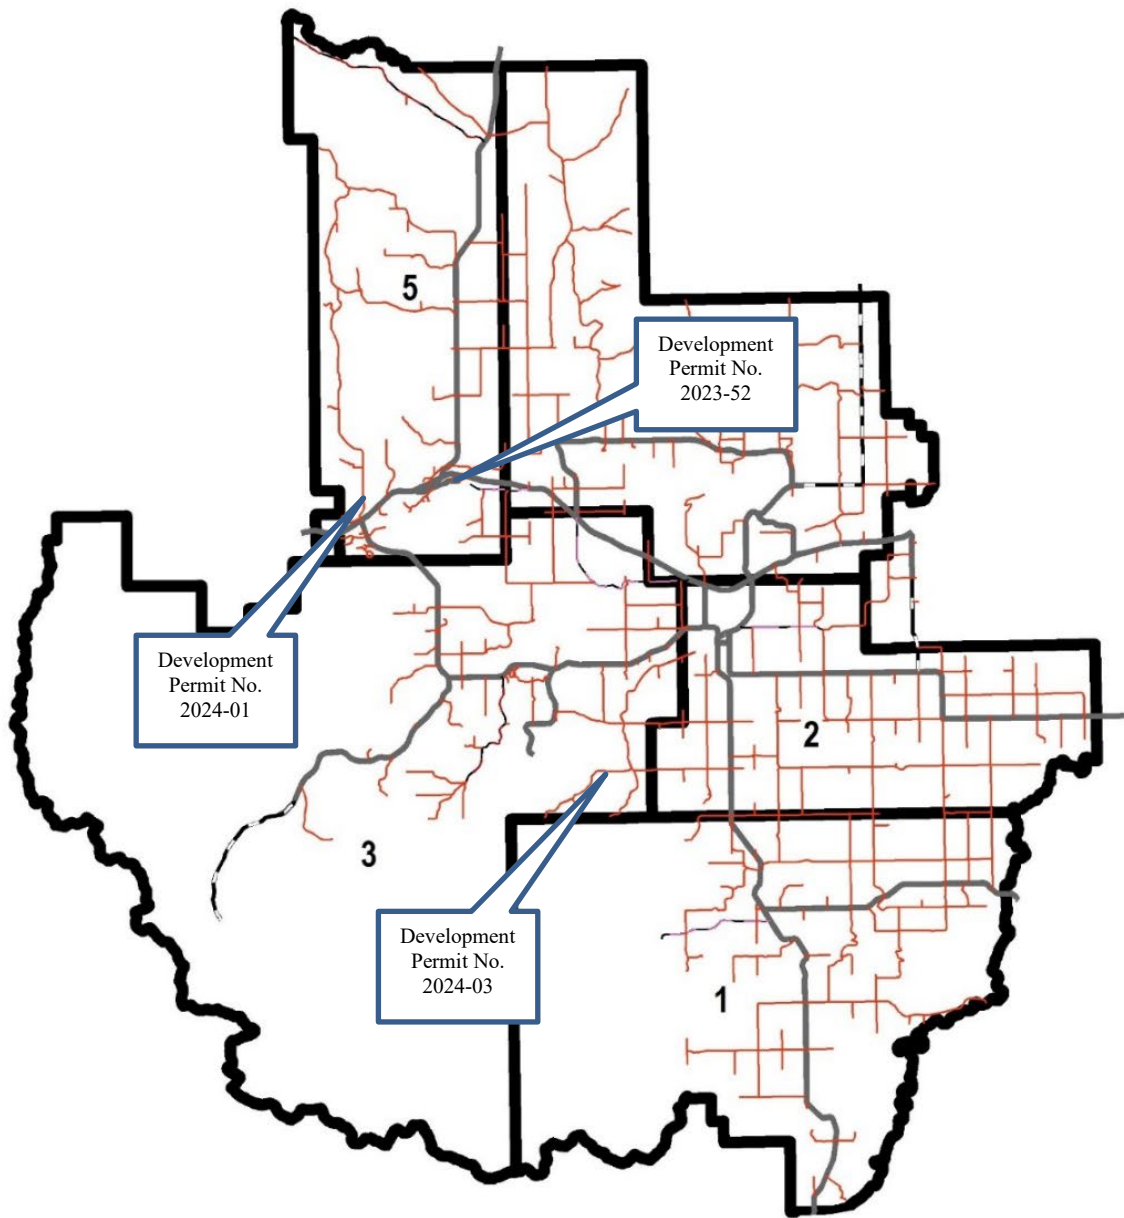 5
Development
Permit No.
2023-52
Development
Permit No.
2024-01
2
3
Development
Permit No.
2024-03
1